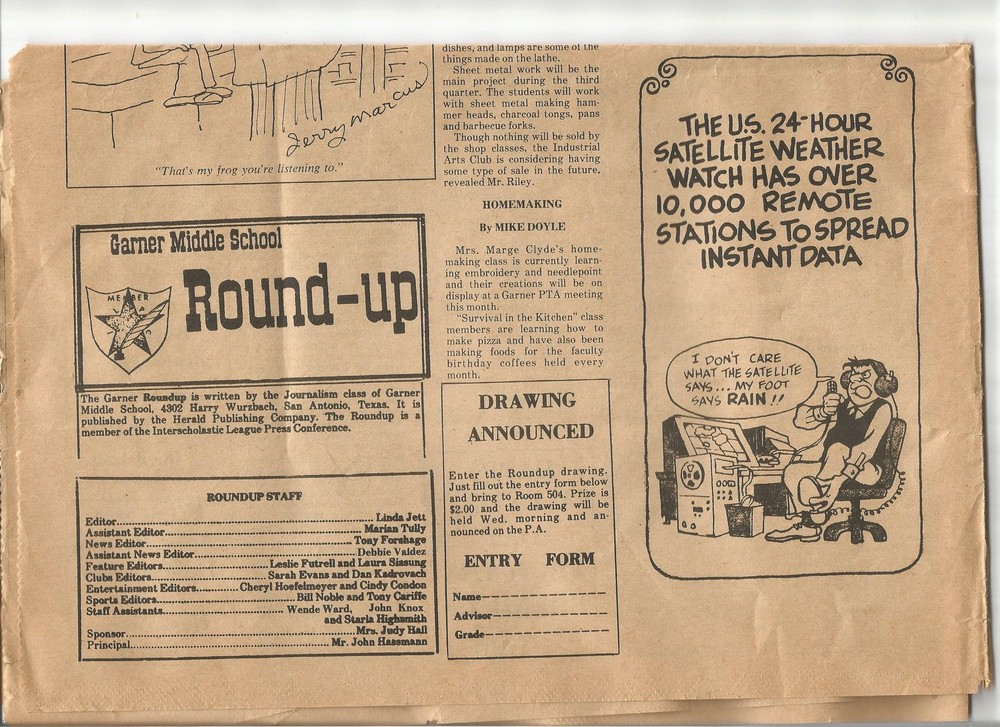 Jerry Marcus
"That's my frog you're listening to."
Garner Middle School
MEMBER
Round-up
The Garner Roundup is written by the Journalism class of Garner
Middle School, 4302 Harry Wurzbach, San Antonio, Texas. It is
published by the Herald Publishing Company. The Roundup is a
member of the Interscholastic League Press Conference.
ROUNDUP STAFF
Editor....Linda Jett
Assistant Editor....Marian Tully
News Editor....Tony Forshage
Assistant News Editor....Debbie Valdez
Feature Editors....Leslie Futrell and Laura Sissung
Clubs Editors....Sarah Evans and Dan Kadrovach
Entertainment Editors....Cheryl Hoefelmeyer and Cindy Condon
Sports Editors....Bill Noble and Tony Cariffe
Staff Assistants....Wende Ward, John Knox
and Starla Highsmith
Sponsor....Mrs. Judy Hall
Principal....Mr. John Hassmann
dishes, and lamps are some of the
things made on the lathe.
Sheet metal work will be the
main project during the third
quarter. The students will work
with sheet metal making ham-
mer heads, charcoal tongs, pans
and barbecue forks.
Though nothing will be sold by
the shop classes, the Industrial
Arts Club is considering having
some type of sale in the future,
revealed Mr. Riley.
HOMEMAKING
By MIKE DOYLE
Mrs. Marge Clyde's home-
making class is currently learn-
ing embroidery and needlepoint
and their creations will be on
display at a Garner PTA meeting
this month.
"Survival in the Kitchen" class
members are learning how to
make pizza and have also been
making foods for the faculty
birthday coffees held every
month.
DRAWING
ANNOUNCED
Enter the Roundup drawing.
Just fill out the entry form below
and bring to Room 504. Prize is
$2.00 and the drawing will be
held Wed. morning and an-
nounced on the P.A.
ENTRY FORM
Name
Advisor
Grade
THE U.S. 24-HOUR
SATELLITE WEATHER
WATCH HAS OVER
10,000 REMOTE
STATIONS TO SPREAD
INSTANT DATA
I DON'T CARE
WHAT THE SATELLITE
SAYS... MY FOOT
SAYS RAIN!!